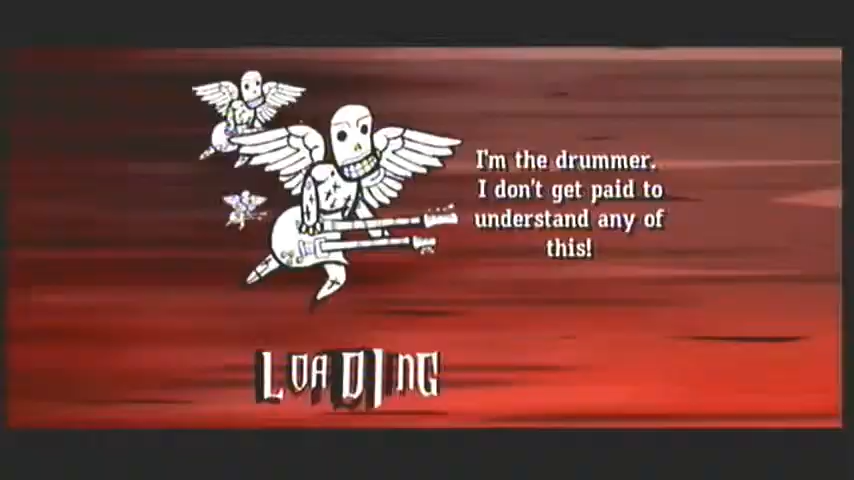 I'm the drummer.
I don't get paid to
understand any of
this!
LOADING